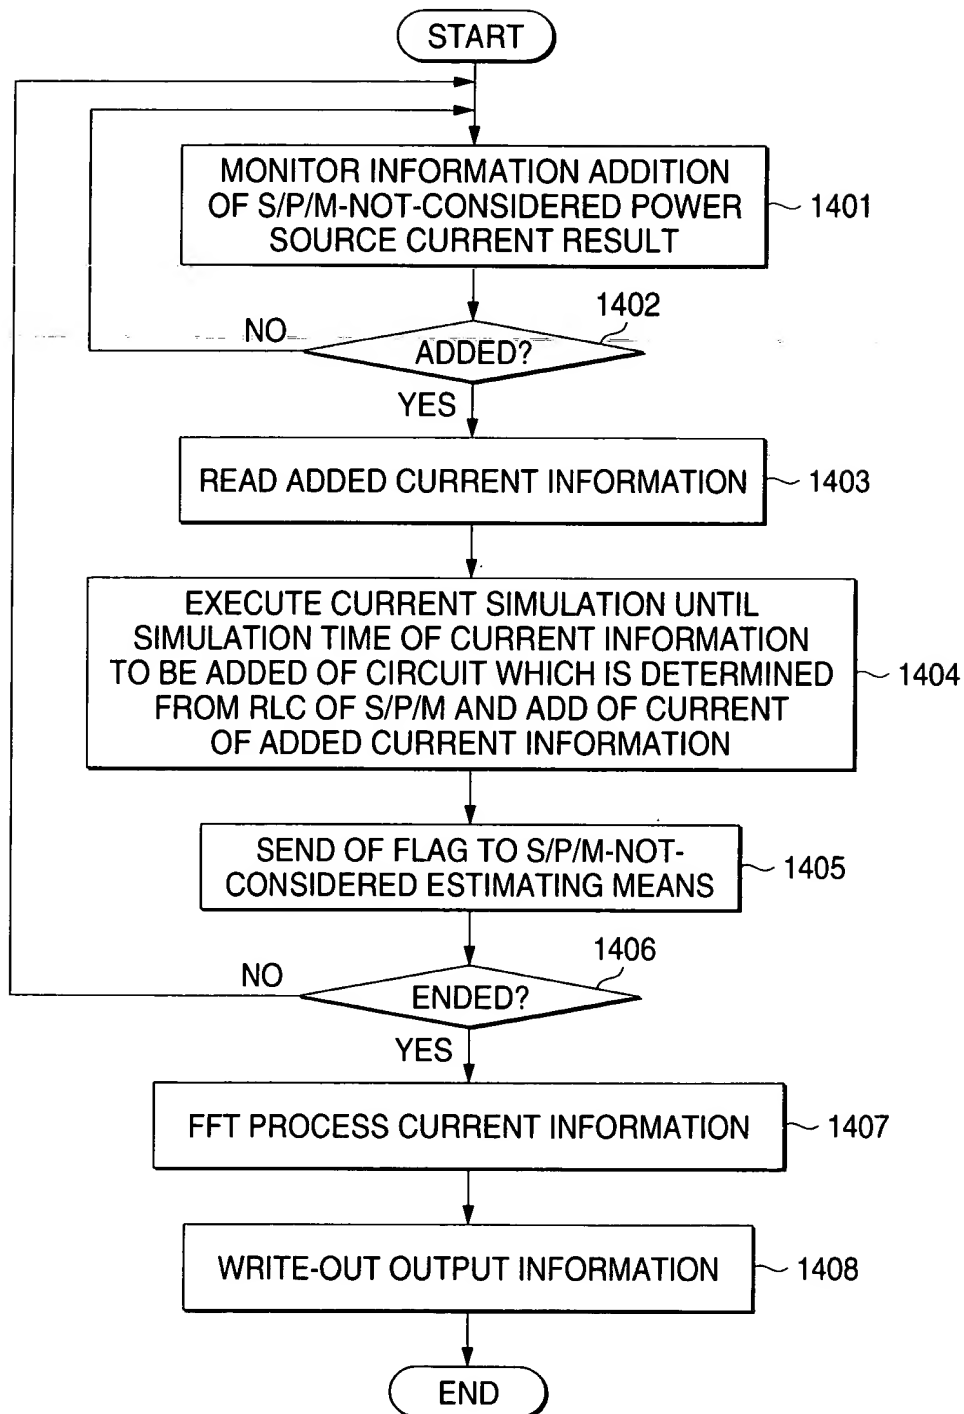 START
MONITOR INFORMATION ADDITION
OF S/P/M-NOT-CONSIDERED POWER
SOURCE CURRENT RESULT
1401
1402
NO
ADDED?
YES
READ ADDED CURRENT INFORMATION
1403
EXECUTE CURRENT SIMULATION UNTIL
SIMULATION TIME OF CURRENT INFORMATION
TO BE ADDED OF CIRCUIT WHICH IS DETERMINED
FROM RLC OF S/P/M AND ADD OF CURRENT
OF ADDED CURRENT INFORMATION
1404
SEND OF FLAG TO S/P/M-NOT-
CONSIDERED ESTIMATING MEANS
1405
1406
NO
ENDED?
YES
FFT PROCESS CURRENT INFORMATION
1407
WRITE-OUT OUTPUT INFORMATION
1408
END